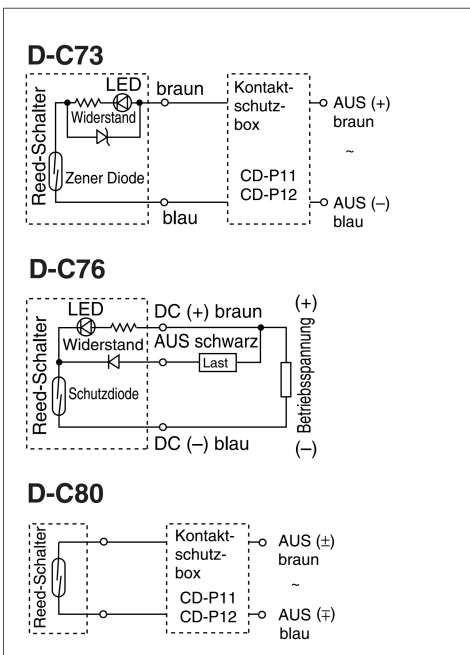 D-C73
LED
braun
Widerstand
Reed-Schalter
Zener Diode
blau
Kontakt-
schutz-
box
CD-P11
CD-P12
AUS (+)
braun
~
AUS (–)
blau
D-C76
LED
DC (+) braun
(+)
Widerstand
AUS schwarz
Last
Reed-Schalter
Schutzdiode
Betriebsspannung
DC (–) blau
(–)
D-C80
Reed-Schalter
Kontakt-
schutz-
box
CD-P11
CD-P12
AUS (±)
braun
~
AUS (∓)
blau